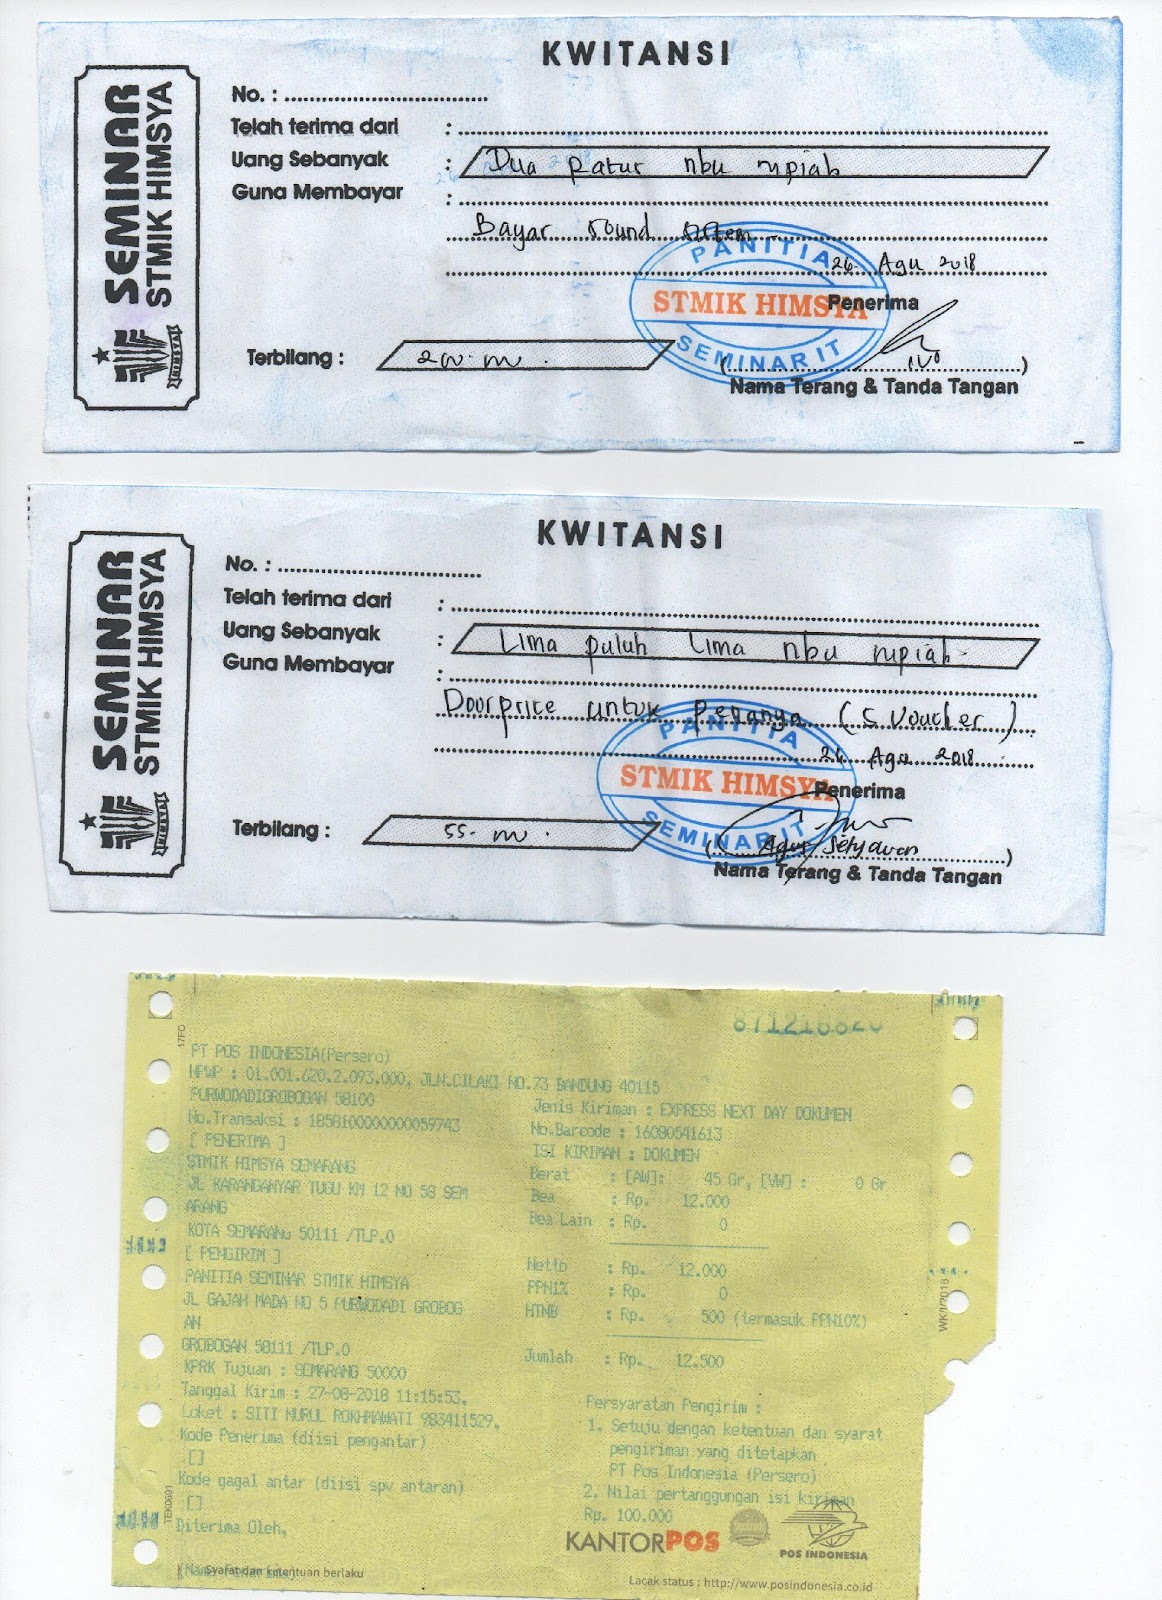 KWITANSI
SEMINAR
STMIK HIMSYA
HIMSYA
No. :
Telah terima dari :
Uang Sebanyak : Dua Ratus ribu rupiah
Guna Membayar :
Bayar sound sistem
26 Agu 2018
PANITIA
STMIK HIMSYA
SEMINAR IT
Penerima
Terbilang :
( )
Nama Terang & Tanda Tangan
KWITANSI
SEMINAR
STMIK HIMSYA
HIMSYA
No. :
Telah terima dari :
Uang Sebanyak : Lima puluh Lima ribu rupiah
Guna Membayar :
Doorprice untuk Penanya (5 Voucher)
26 Agu 2018
PANITIA
STMIK HIMSYA
SEMINAR IT
Penerima
Terbilang : 55.
(Agus Setyawan)
Nama Terang & Tanda Tangan
17FO
PT POS INDONESIA(Persero)
NPWP : 01.001.620.2.093.000, JLN.CILAKI NO.73 BANDUNG 40115
PURWODADIGROBOGAN 58100
No.Transaksi : 1858100000000059743
[ PENERIMA ]
STMIK HIMSYA SEMARANG
JL KARANGANYAR TUGU KM 12 NO 58 SEM
ARANG
KOTA SEMARANG 50111 /TLP.0
[ PENGIRIM ]
PANITIA SEMINAR STMIK HIMSYA
JL GAJAH MADA NO 5 PURWODADI GROBOG
AN
GROBOGAN 58111 /TLP.0
KPRK Tujuan : SEMARANG 50000
Tanggal Kirim : 27-08-2018 11:15:53,
Loket : SITI NURUL ROKHMAWATI 983411529,
Kode Penerima (diisi pengantar)
[]
Kode gagal antar (diisi spv antaran)
[]
Diterima Oleh,
Syarat dan ketentuan berlaku
TEK0691
Jenis Kiriman : EXPRESS NEXT DAY DOKUMEN
No.Barcode : 16080541613
ISI KIRIMAN : DOKUMEN
Berat : [AW]: 45 Gr, [VW] : 0 Gr
Bea : Rp. 12.000
Bea Lain : Rp. 0
Netto : Rp. 12.000
PPN1% : Rp. 0
HTNB : Rp. 500 (termasuk PPN10%)
Jumlah : Rp. 12.500
Persyaratan Pengirim :
1. Setuju dengan ketentuan dan syarat
pengiriman yang ditetapkan
PT Pos Indonesia (Persero)
2. Nilai pertanggungan isi kiriman
Rp. 100.000
KANTORPOS
POS INDONESIA
Lacak status : http://www.posindonesia.co.id